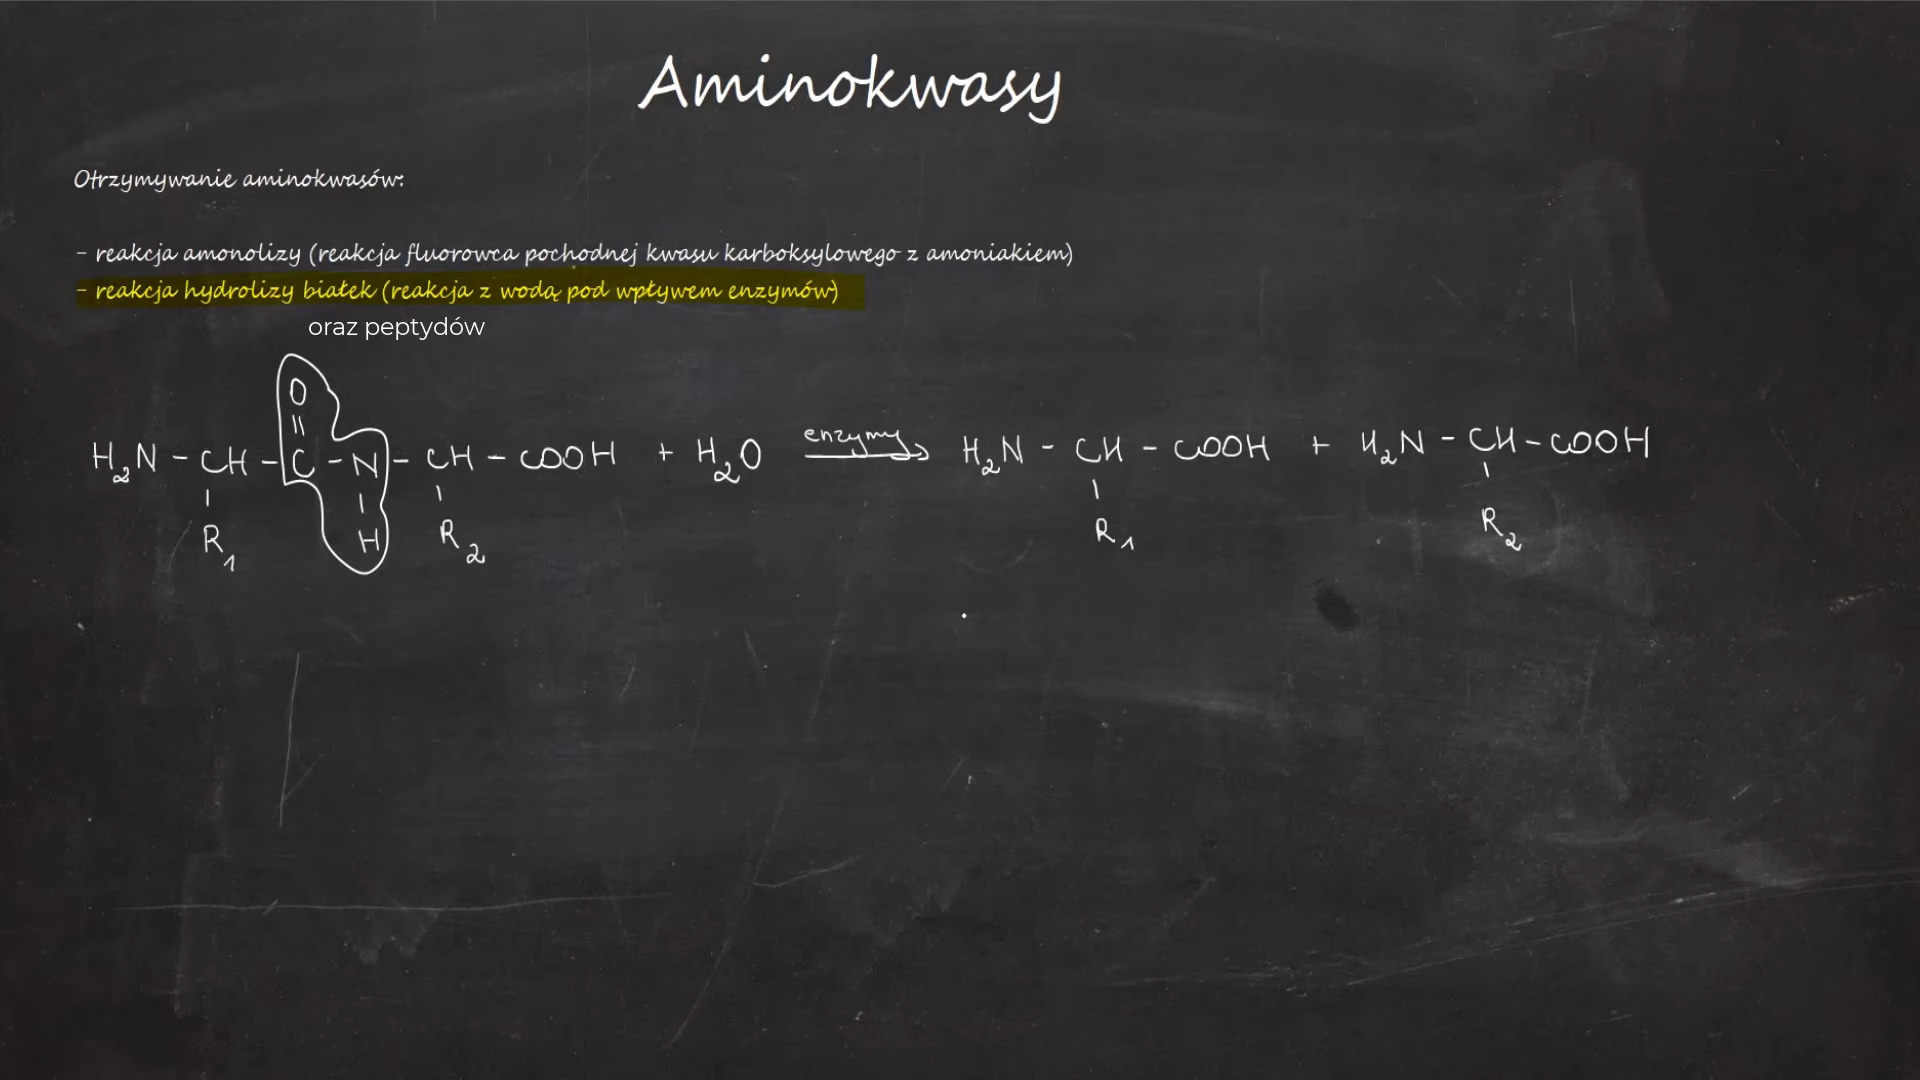 Aminokwasy
Otrzymywanie aminokwasów:
- reakcja amonolizy (reakcja fluorowca pochodnej kwasu karboksylowego z amoniakiem)
- reakcja hydrolizy białek (reakcja z wodą pod wpływem enzymów)
oraz peptydów
O
||
H₂N - CH - C - N - CH - COOH + H₂O enzymy → H₂N - CH - COOH + H₂N - CH - COOH
| | | | |
R₁ H R₂ R₁ R₂